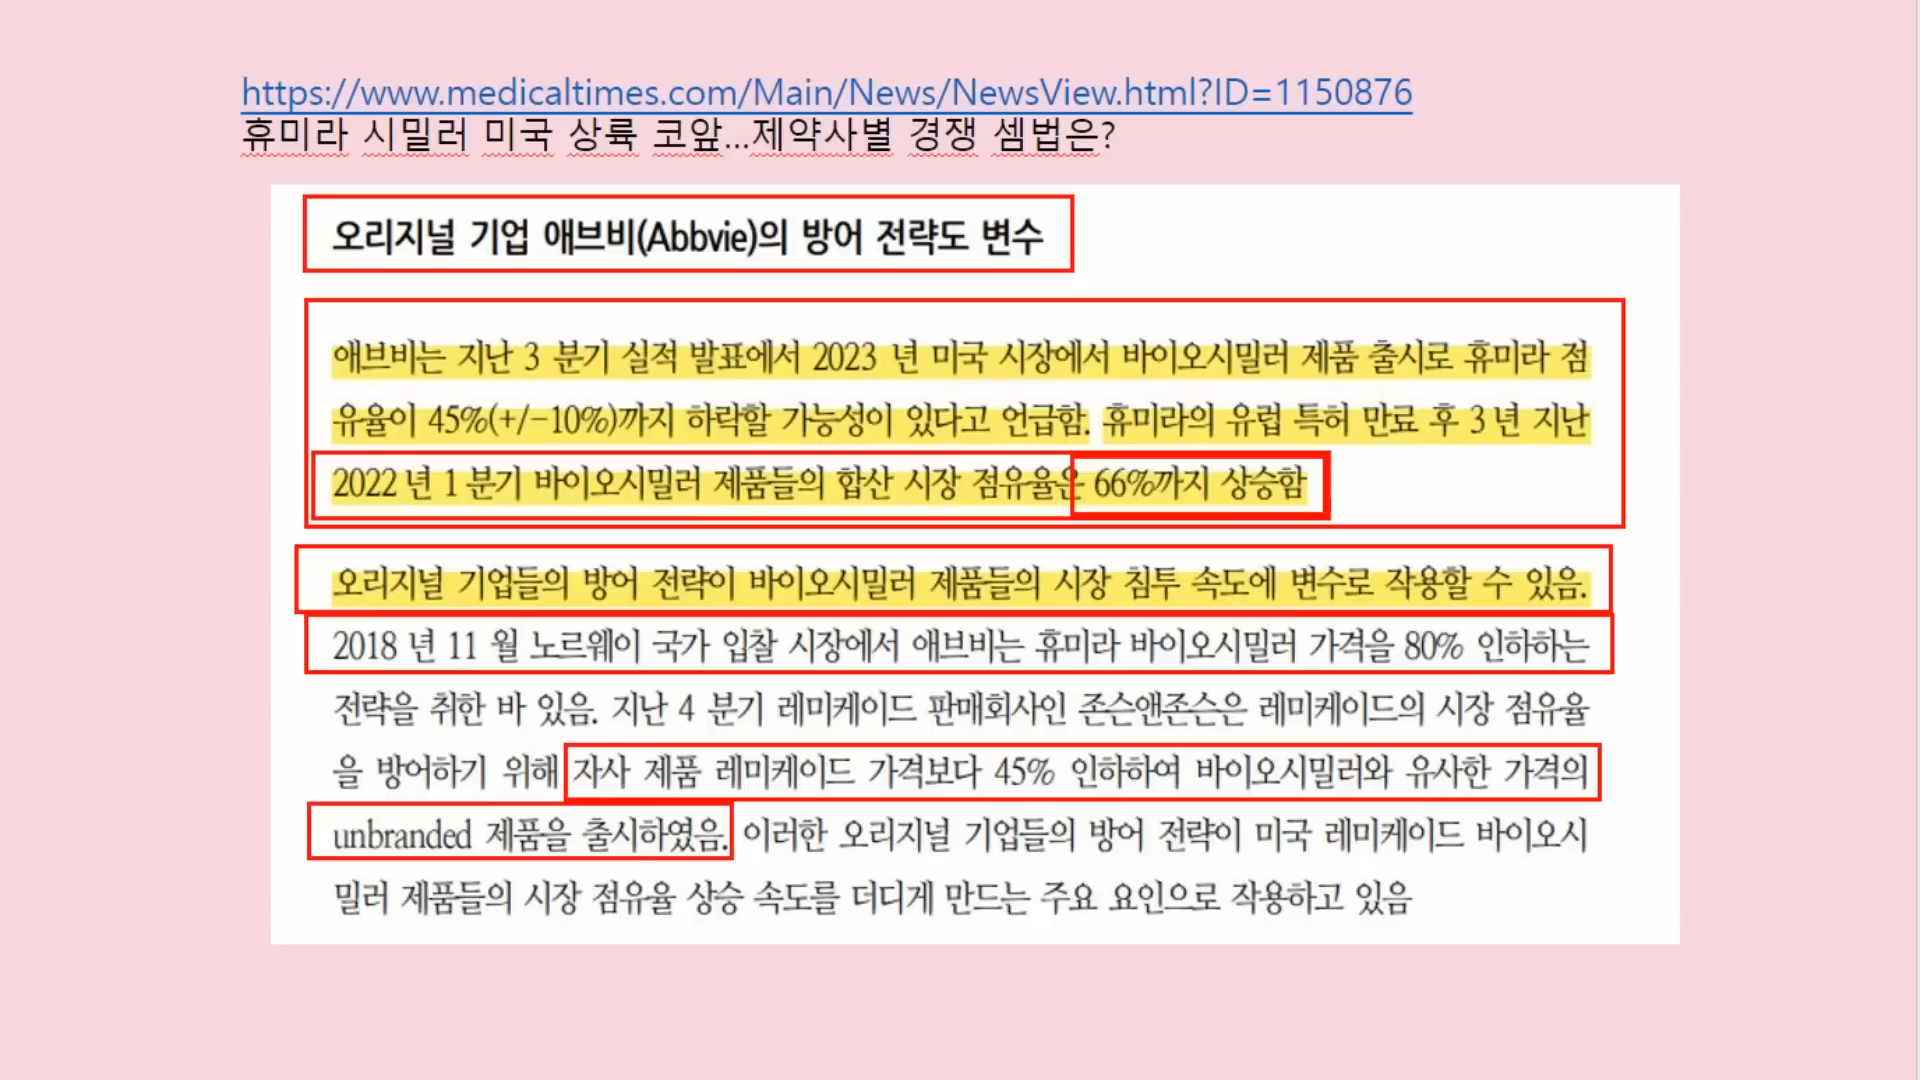 https://www.medicaltimes.com/Main/News/NewsView.html?ID=1150876
휴미라 시밀러 미국 상륙 코앞...제약사별 경쟁 셈법은?
오리지널 기업 애브비(Abbvie)의 방어 전략도 변수
애브비는 지난 3 분기 실적 발표에서 2023 년 미국 시장에서 바이오시밀러 제품 출시로 휴미라 점
유율이 45%(+/-10%)까지 하락할 가능성이 있다고 언급함. 휴미라의 유럽 특허 만료 후 3 년 지난
2022 년 1 분기 바이오시밀러 제품들의 합산 시장 점유율은 66%까지 상승함
오리지널 기업들의 방어 전략이 바이오시밀러 제품들의 시장 침투 속도에 변수로 작용할 수 있음.
2018 년 11 월 노르웨이 국가 입찰 시장에서 애브비는 휴미라 바이오시밀러 가격을 80% 인하하는
전략을 취한 바 있음. 지난 4 분기 레미케이드 판매회사인 존슨앤존슨은 레미케이드의 시장 점유율
을 방어하기 위해 자사 제품 레미케이드 가격보다 45% 인하하여 바이오시밀러와 유사한 가격의
unbranded 제품을 출시하였음. 이러한 오리지널 기업들의 방어 전략이 미국 레미케이드 바이오시
밀러 제품들의 시장 점유율 상승 속도를 더디게 만드는 주요 요인으로 작용하고 있음